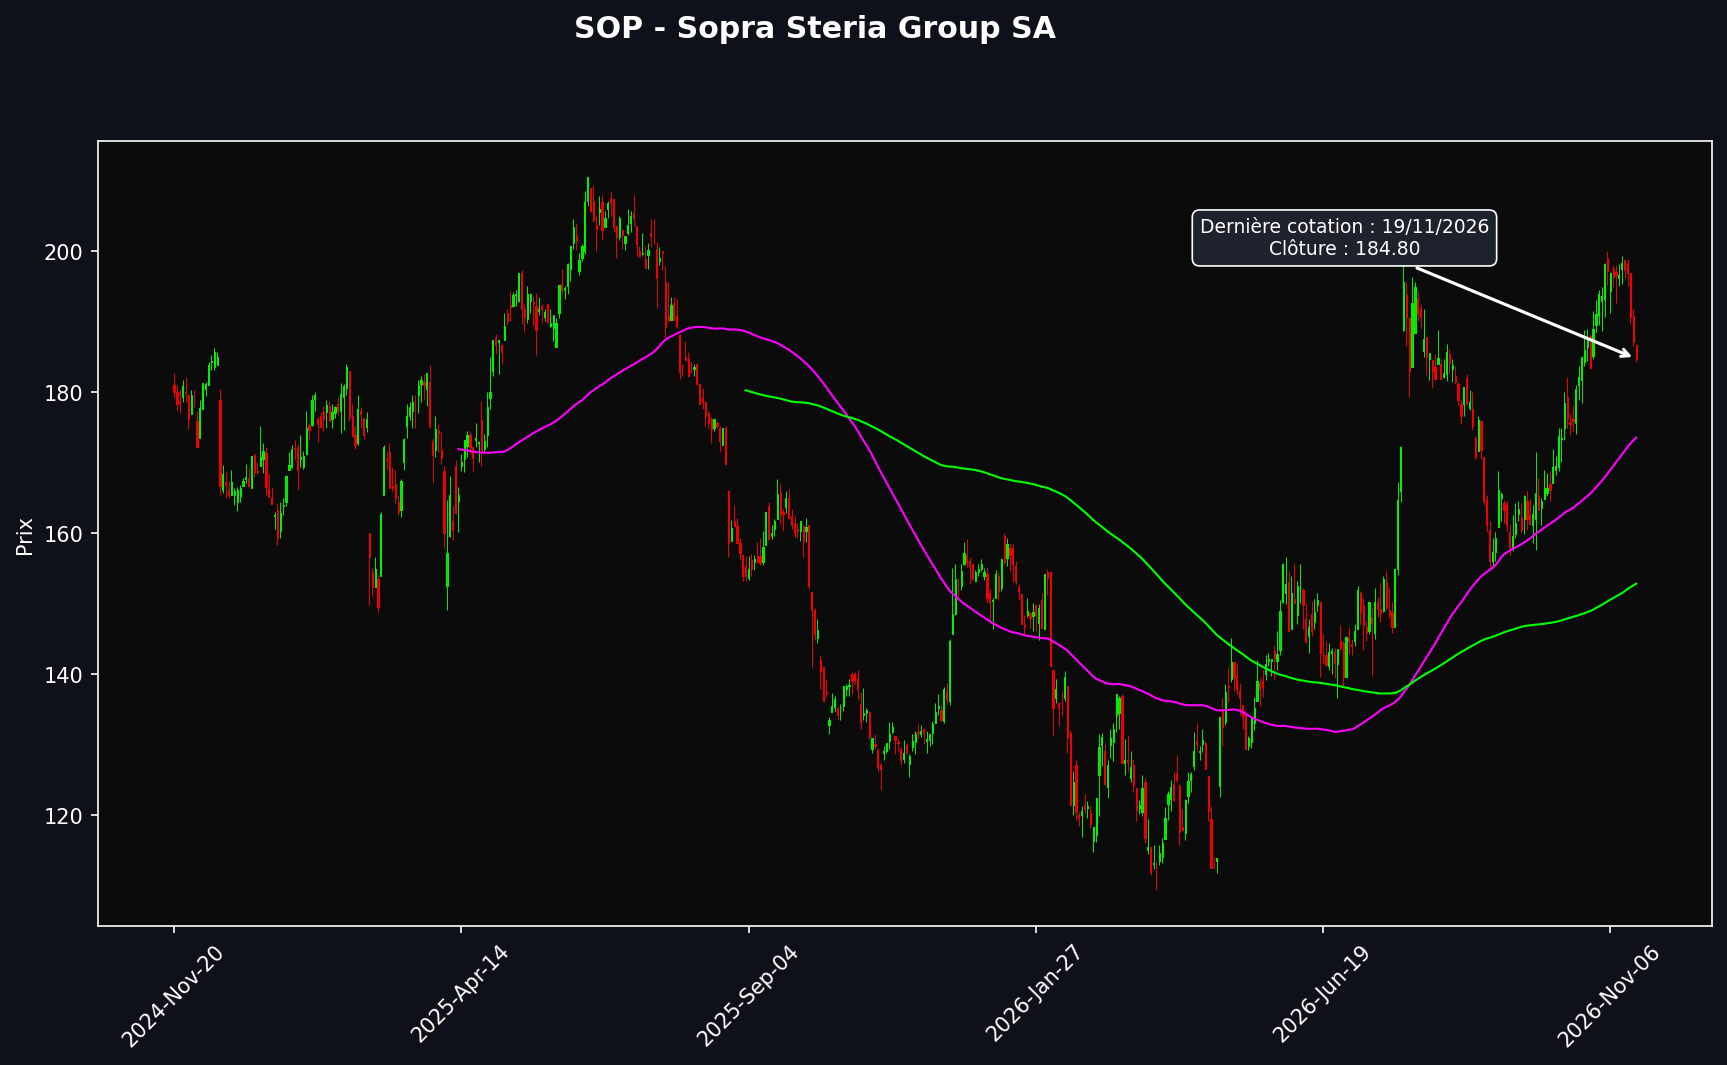 SOP - Sopra Steria Group SA
Dernière cotation : 19/11/2026
Clôture : 184.80
Prix
200
180
160
140
120
2024-Nov-20
2025-Apr-14
2025-Sep-04
2026-Jan-27
2026-Jun-19
2026-Nov-06